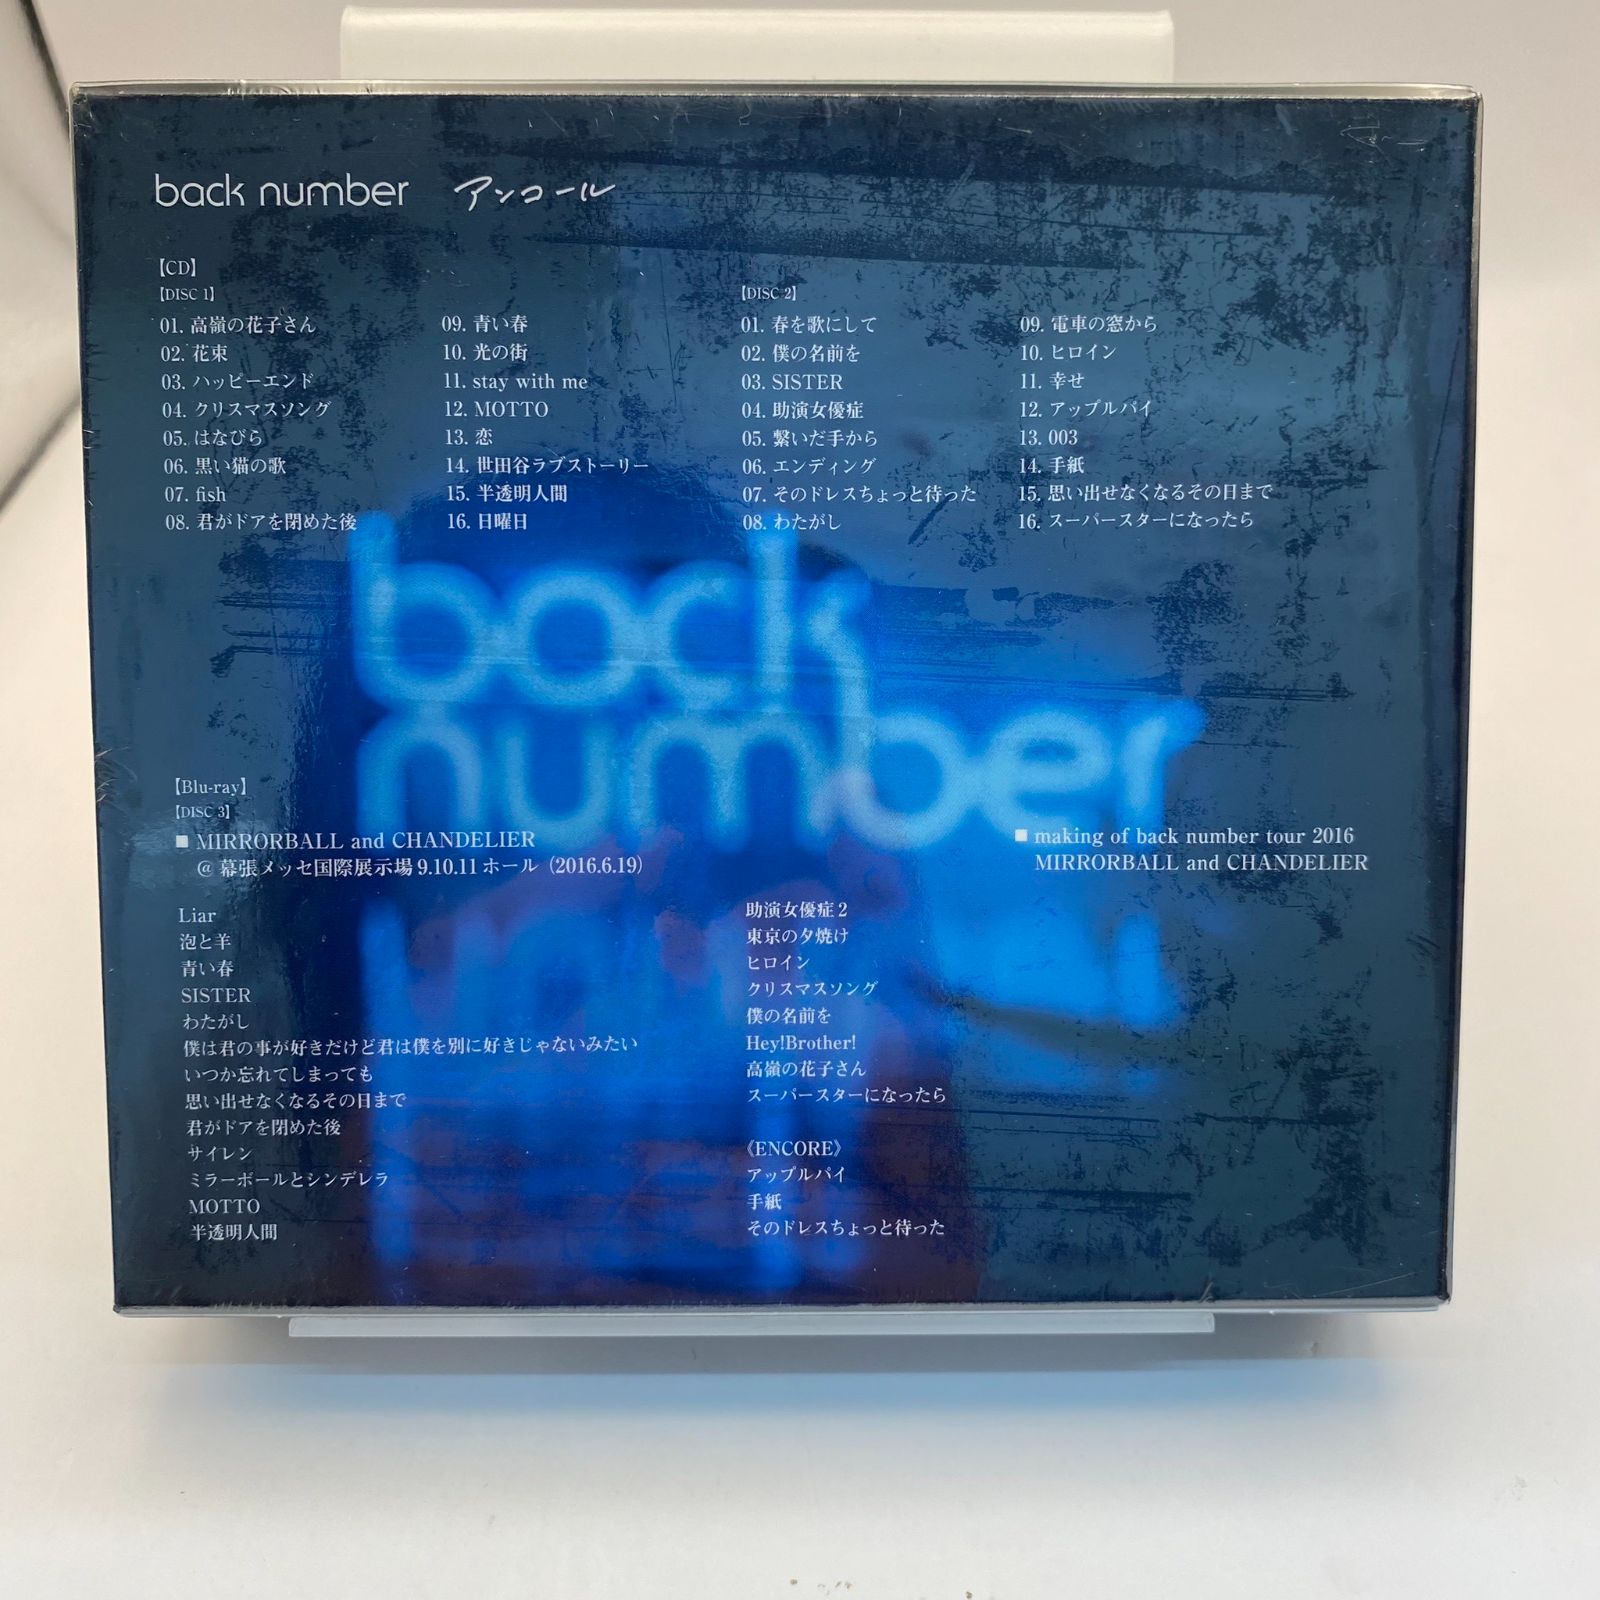 back number アンコール
【CD】
【DISC 1】
01. 高嶺の花子さん
02. 花束
03. ハッピーエンド
04. クリスマスソング
05. はなびら
06. 黒い猫の歌
07. fish
08. 君がドアを閉めた後
09. 青い春
10. 光の街
11. stay with me
12. MOTTO
13. 恋
14. 世田谷ラブストーリー
15. 半透明人間
16. 日曜日
【DISC 2】
01. 春を歌にして
02. 僕の名前を
03. SISTER
04. 助演女優症
05. 繋いだ手から
06. エンディング
07. そのドレスちょっと待った
08. わたがし
09. 電車の窓から
10. ヒロイン
11. 幸せ
12. アップルパイ
13. 003
14. 手紙
15. 思い出せなくなるその日まで
16. スーパースターになったら
back
number
【Blu-ray】
【DISC 3】
■ MIRRORBALL and CHANDELIER
@ 幕張メッセ国際展示場 9.10.11 ホール（2016.6.19）
Liar
泡と羊
青い春
SISTER
わたがし
僕は君の事が好きだけど君は僕を別に好きじゃないみたい
いつか忘れてしまっても
思い出せなくなるその日まで
君がドアを閉めた後
サイレン
ミラーボールとシンデレラ
MOTTO
半透明人間
助演女優症 2
東京の夕焼け
ヒロイン
クリスマスソング
僕の名前を
Hey!Brother!
高嶺の花子さん
スーパースターになったら
《ENCORE》
アップルパイ
手紙
そのドレスちょっと待った
■ making of back number tour 2016
MIRRORBALL and CHANDELIER